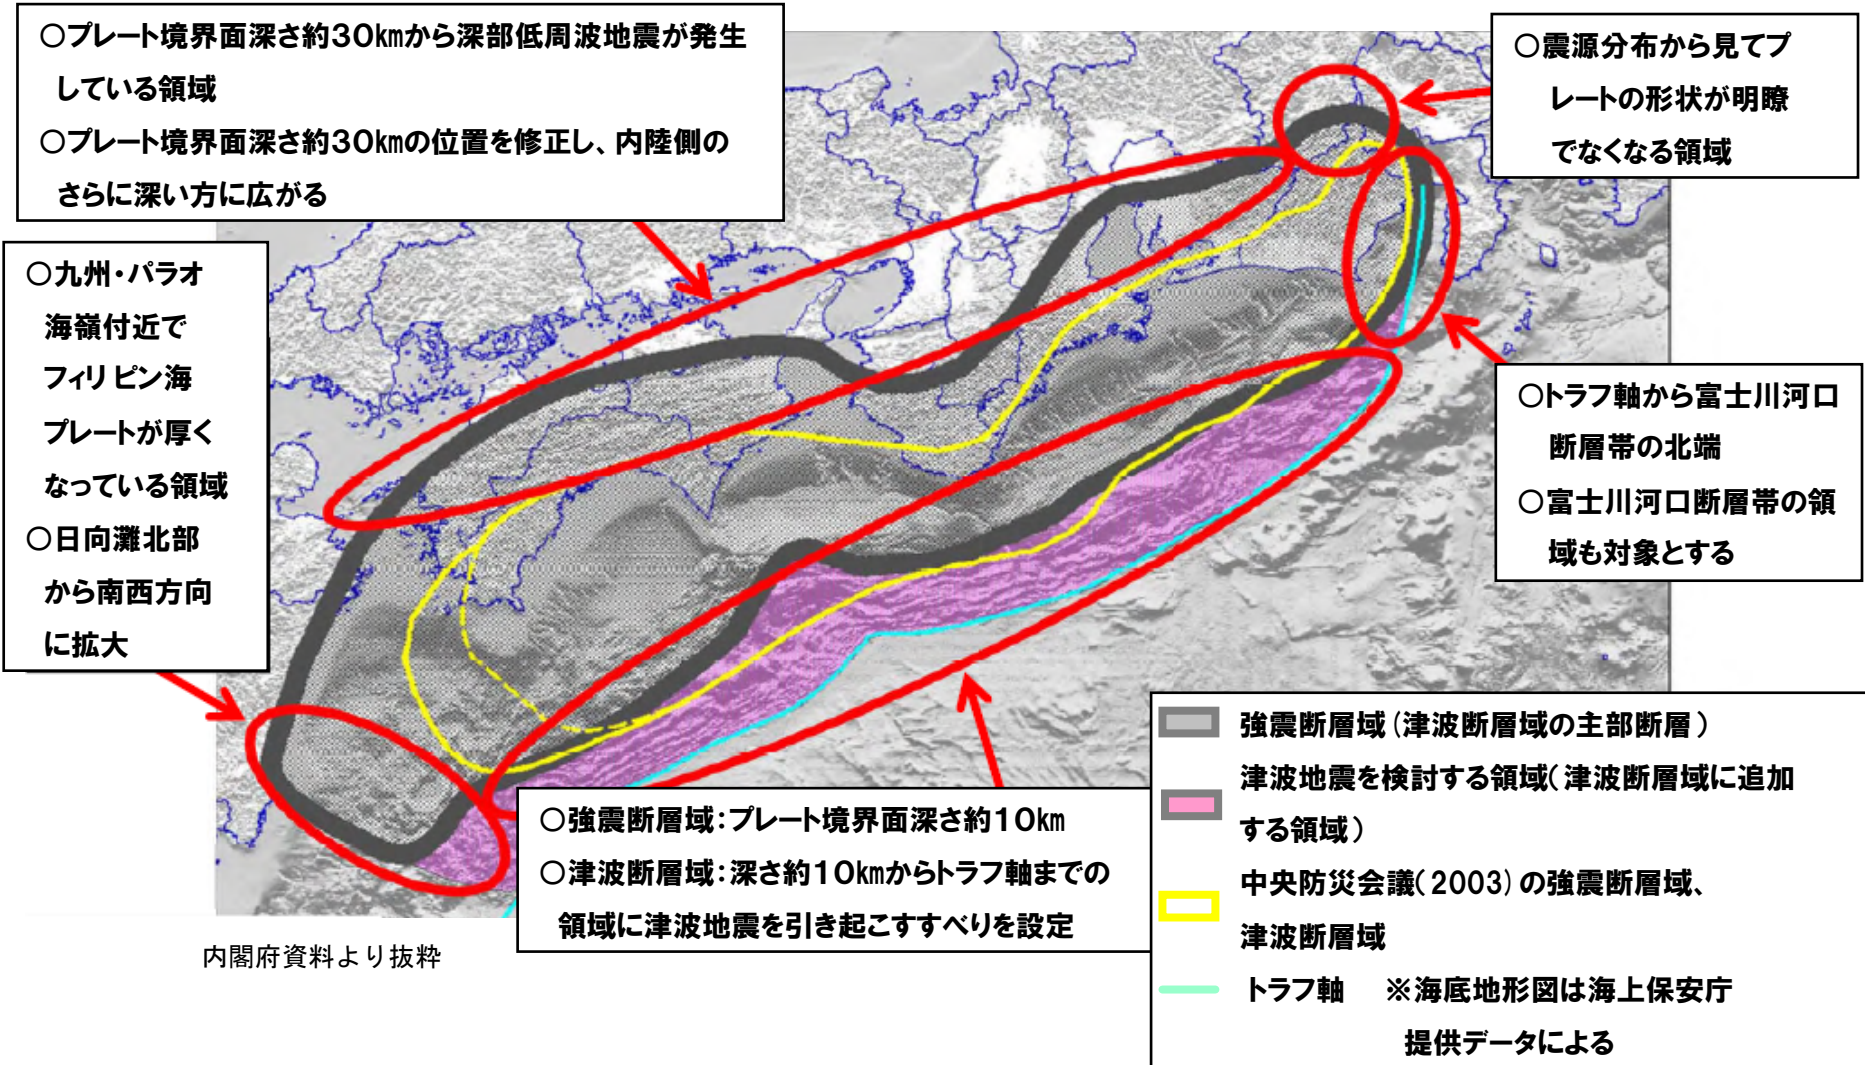 ○プレート境界面深さ約30kmから深部低周波地震が発生
している領域
○プレート境界面深さ約30kmの位置を修正し、内陸側の
さらに深い方に広がる
○震源分布から見てプ
レートの形状が明瞭
でなくなる領域
○九州・パラオ
海嶺付近で
フィリピン海
プレートが厚く
なっている領域
○日向灘北部
から南西方向
に拡大
○トラフ軸から富士川河口
断層帯の北端
○富士川河口断層帯の領
域も対象とする
○強震断層域：プレート境界面深さ約10km
○津波断層域：深さ約10kmからトラフ軸までの
領域に津波地震を引き起こすすべりを設定
強震断層域（津波断層域の主部断層）
津波地震を検討する領域（津波断層域に追加
する領域）
中央防災会議（2003）の強震断層域、
津波断層域
トラフ軸　※海底地形図は海上保安庁
提供データによる
内閣府資料より抜粋